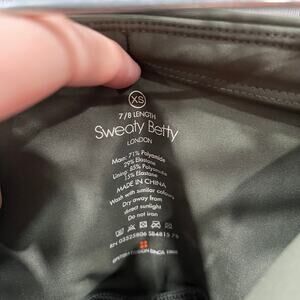 XS
7/8 LENGTH
Sweaty Betty
LONDON
Main: 71% Polyamide
29% Elastane
Lining: 85% Polyamide
15% Elastane
MADE IN CHINA
Wash with similar colours
Dry away from
direct sunlight
Do not iron